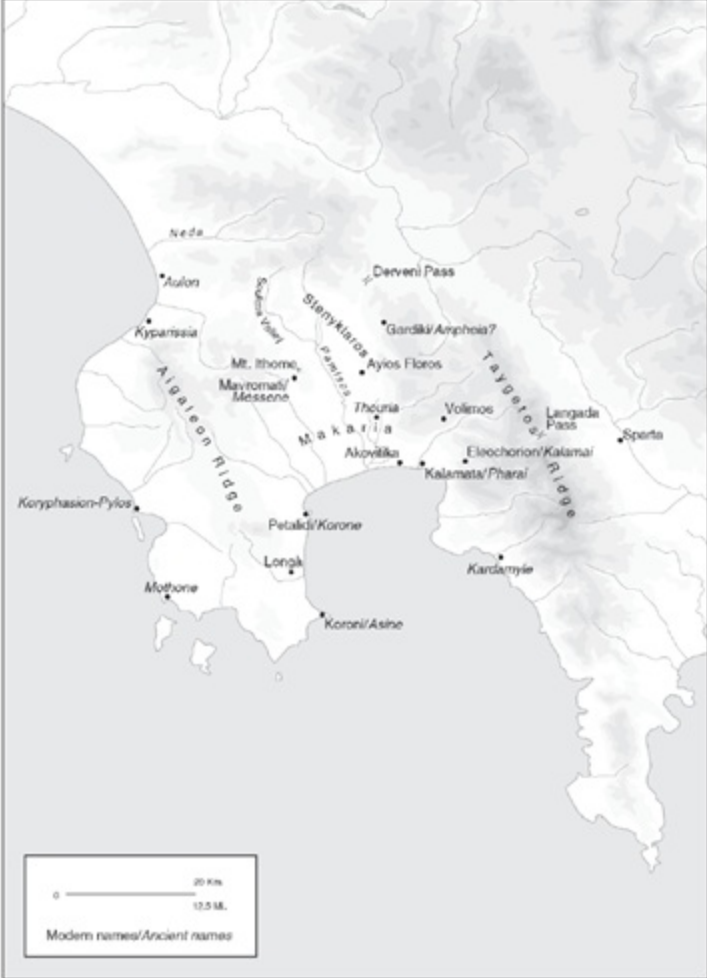 Neda
Derveni Pass
Aulon
Soulima Valley
Stenyklaros
Kyparissia
Gardiki/Ampheia?
Pamisos
Mt. Ithome
Ayios Floros
Mavromati/
Messene
Aigaleon Ridge
Taygetos Ridge
Thouria
Volimos
Langada
Pass
Makaria
Sparta
Akovitika
Eleochorion/Kalamai
Kalamata/Pharai
Koryphasion-Pylos
Petalidi/Korone
Longá
Kardamyle
Mothone
Koroni/Asine
20 Km.
0
12.5 Mi.
Modern names/Ancient names